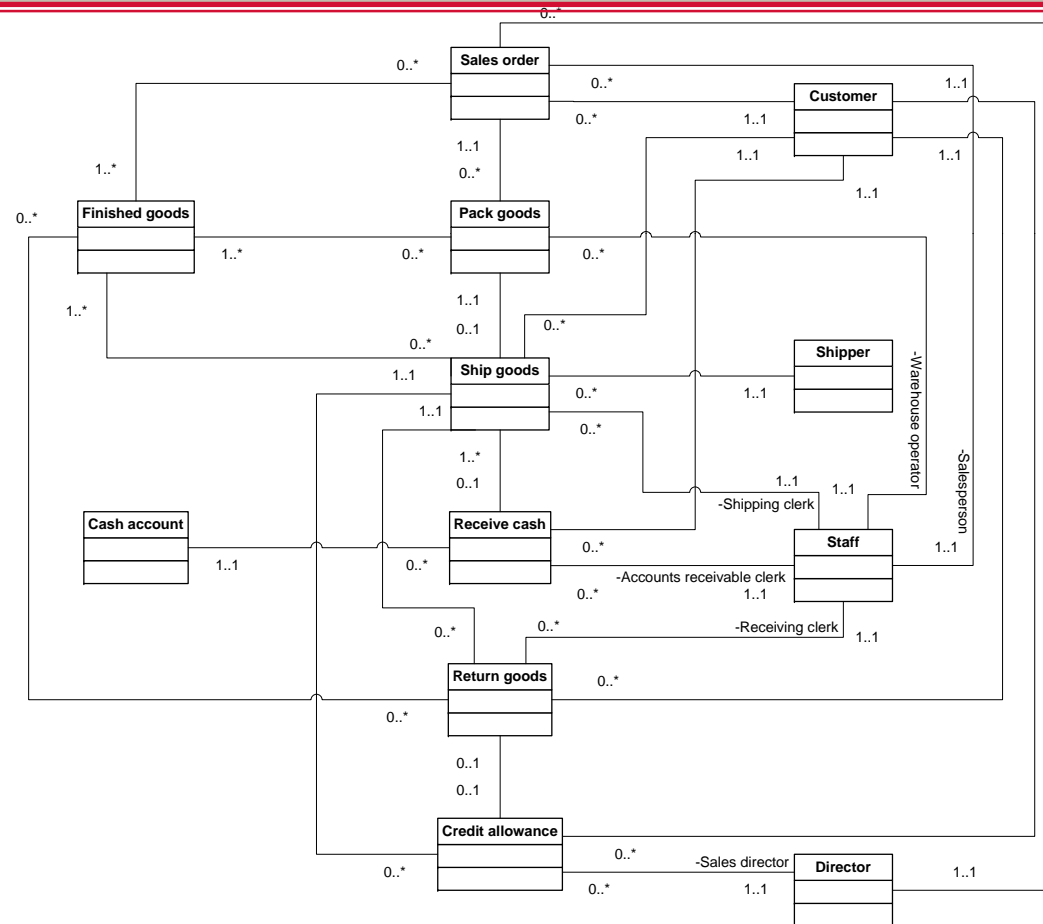 0..*
Sales order
0..*
0..*
1..1
Customer
0..*
1..1
1..1
1..1
1..1
0..*
1..*
1..1
0..*
Finished goods
Pack goods
1..*
0..*
0..*
1..*
1..1
0..1
0..*
0..*
Shipper
-Warehouse operator
1..1
Ship goods
0..*
1..1
1..1
0..*
-Salesperson
1..*
0..1
1..1
1..1
-Shipping clerk
Cash account
Receive cash
Staff
0..*
1..1
1..1
0..*
-Accounts receivable clerk
0..*
1..1
0..*
0..*
-Receiving clerk
1..1
Return goods
0..*
0..*
0..1
0..1
Credit allowance
0..*
-Sales director
Director
0..*
0..*
1..1
1..1